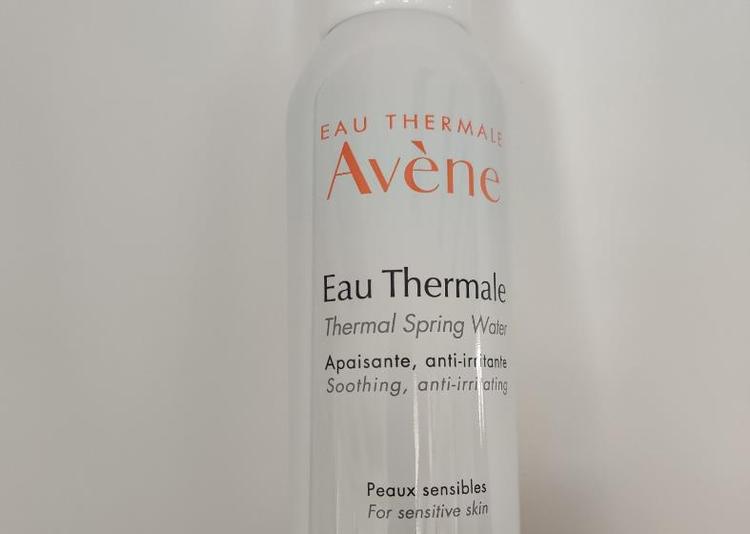 EAU THERMALE
Avène
Eau Thermale
Thermal Spring Water
Apaisante, anti-irritante
Soothing, anti-irritating
Peaux sensibles
For sensitive skin